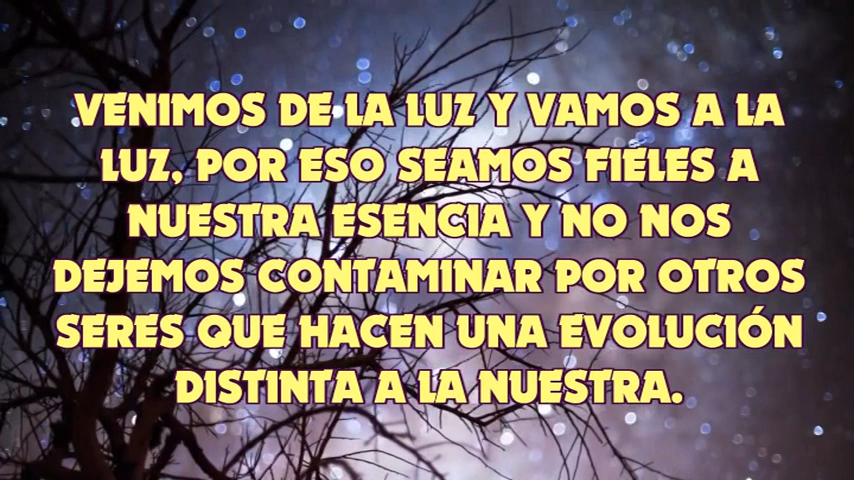 VENIMOS DE LA LUZ Y VAMOS A LA
LUZ, POR ESO SEAMOS FIELES A
NUESTRA ESENCIA Y NO NOS
DEJEMOS CONTAMINAR POR OTROS
SERES QUE HACEN UNA EVOLUCIÓN
DISTINTA A LA NUESTRA.